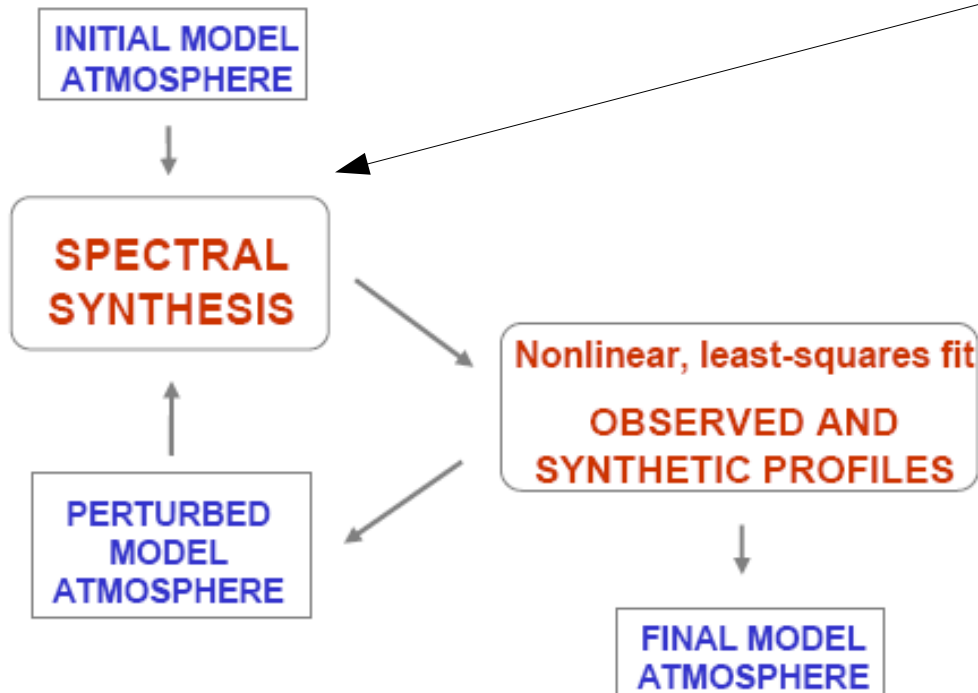 INITIAL MODEL
ATMOSPHERE
SPECTRAL
SYNTHESIS
Nonlinear, least-squares fit
OBSERVED AND
SYNTHETIC PROFILES
PERTURBED
MODEL
ATMOSPHERE
FINAL MODEL
ATMOSPHERE